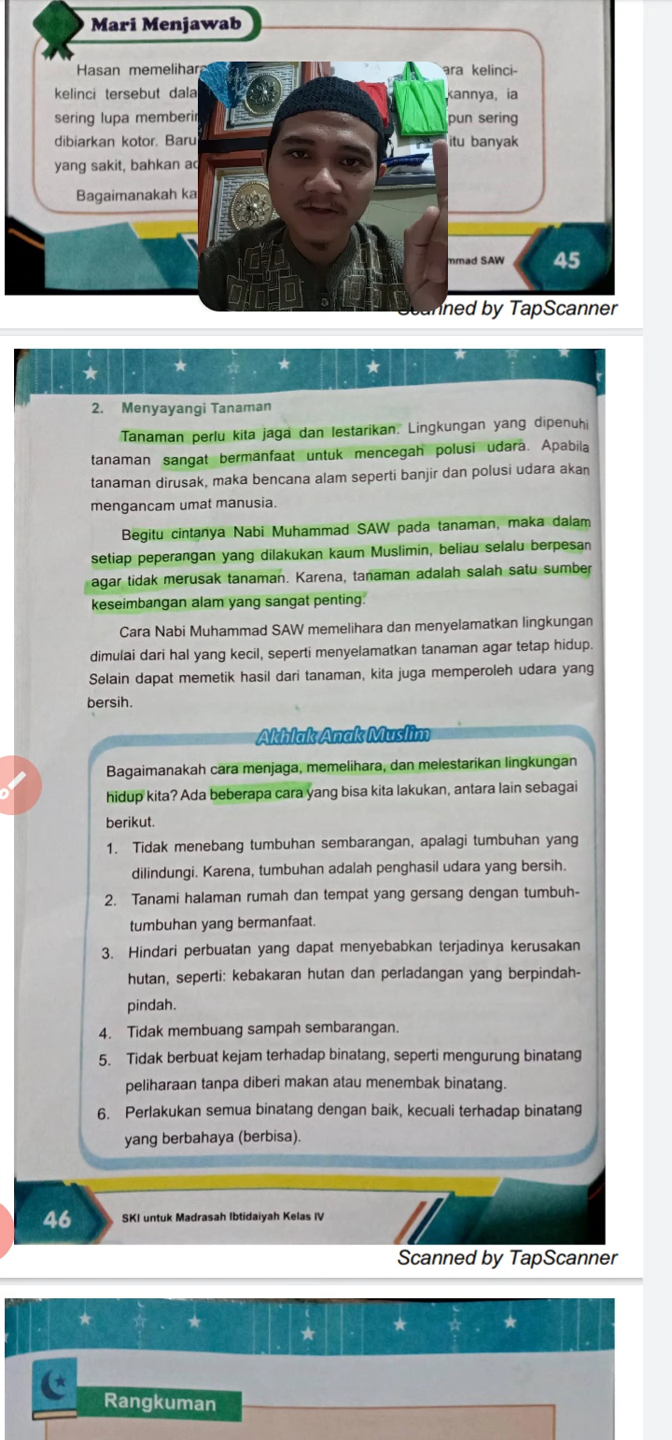 Mari Menjawab
Hasan memelihara ara kelinci-
kelinci tersebut dala kannya, ia
sering lupa memberi pun sering
dibiarkan kotor. Baru itu banyak
yang sakit, bahkan
Bagaimanakah ka
mmad SAW 45
Scanned by TapScanner
2. Menyayangi Tanaman
Tanaman perlu kita jaga dan lestarikan. Lingkungan yang dipenuhi
tanaman sangat bermanfaat untuk mencegah polusi udara. Apabila
tanaman dirusak, maka bencana alam seperti banjir dan polusi udara akan
mengancam umat manusia.
Begitu cintanya Nabi Muhammad SAW pada tanaman, maka dalam
setiap peperangan yang dilakukan kaum Muslimin, beliau selalu berpesan
agar tidak merusak tanaman. Karena, tanaman adalah salah satu sumber
keseimbangan alam yang sangat penting.
Cara Nabi Muhammad SAW memelihara dan menyelamatkan lingkungan
dimulai dari hal yang kecil, seperti menyelamatkan tanaman agar tetap hidup.
Selain dapat memetik hasil dari tanaman, kita juga memperoleh udara yang
bersih.
Akhlak Anak Muslim
Bagaimanakah cara menjaga, memelihara, dan melestarikan lingkungan
hidup kita? Ada beberapa cara yang bisa kita lakukan, antara lain sebagai
berikut.
1. Tidak menebang tumbuhan sembarangan, apalagi tumbuhan yang
dilindungi. Karena, tumbuhan adalah penghasil udara yang bersih.
2. Tanami halaman rumah dan tempat yang gersang dengan tumbuh-
tumbuhan yang bermanfaat.
3. Hindari perbuatan yang dapat menyebabkan terjadinya kerusakan
hutan, seperti: kebakaran hutan dan perladangan yang berpindah-
pindah.
4. Tidak membuang sampah sembarangan.
5. Tidak berbuat kejam terhadap binatang, seperti mengurung binatang
peliharaan tanpa diberi makan atau menembak binatang.
6. Perlakukan semua binatang dengan baik, kecuali terhadap binatang
yang berbahaya (berbisa).
46 SKI untuk Madrasah Ibtidaiyah Kelas IV
Scanned by TapScanner
Rangkuman